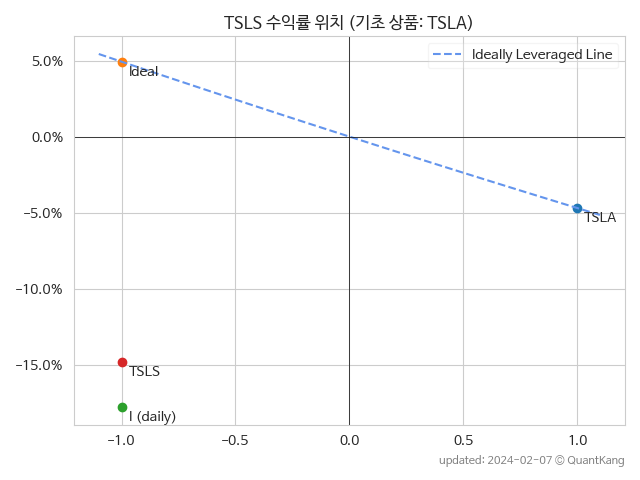 TSLS 수익률 위치 (기초 상품: TSLA)
Ideally Leveraged Line
5.0%
0.0%
-5.0%
-10.0%
-15.0%
Ideal
TSLA
TSLS
I (daily)
-1.0
-0.5
0.0
0.5
1.0
updated: 2024-02-07 © QuantKang